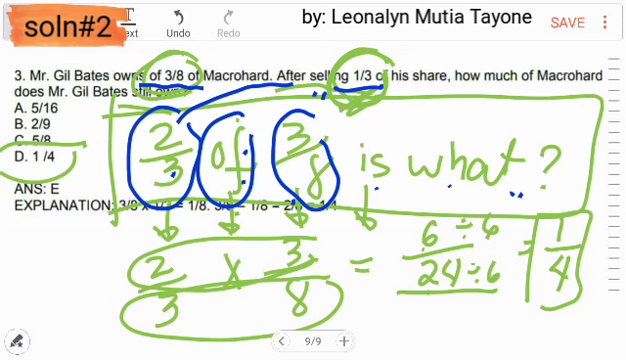 by: Leonalyn Mutia Tayone
soln#2
Undo
Redo
SAVE
3. Mr. Gil Bates owns of 3/8 of Macrohard. After selling 1/3 of his share, how much of Macrohard
does Mr. Gil Bates still own?
A. 5/16
B. 2/9
C. 5/8
D. 1/4
2/3 of 3/8 is what?
ANS: E
EXPLANATION: 3/8 x 1/3 = 1/8. 3/8 - 1/8 = 2/8 = 1/4
2/3 x 3/8 = 6÷6/24÷6 = 1/4
9/9